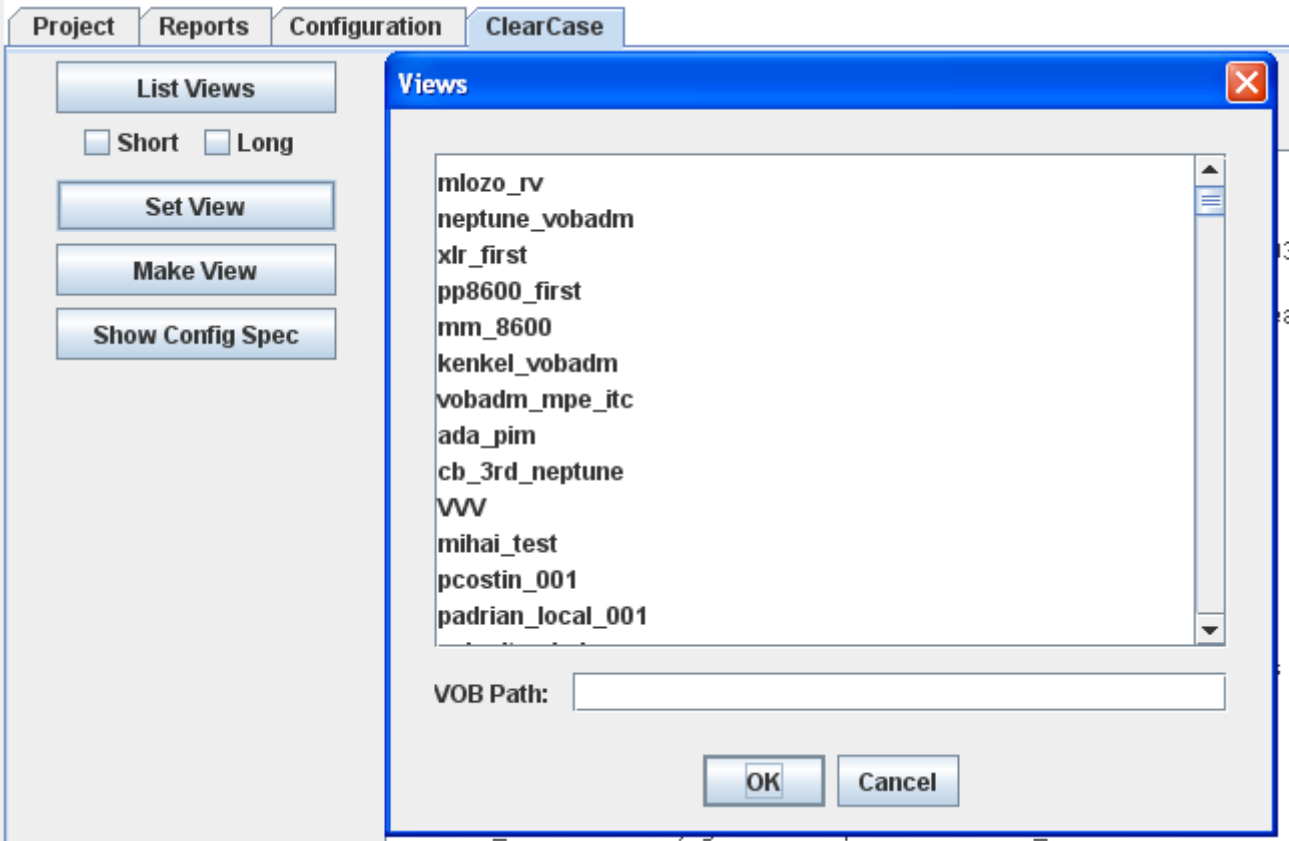 Project Reports Configuration ClearCase
List Views
Short Long
Set View
Make View
Show Config Spec
Views
mlozo_rv
neptune_vobadm
xlr_first
pp8600_first
mm_8600
kenkel_vobadm
vobadm_mpe_itc
ada_pim
cb_3rd_neptune
VVV
mihai_test
pcostin_001
padrian_local_001
VOB Path:
OK Cancel